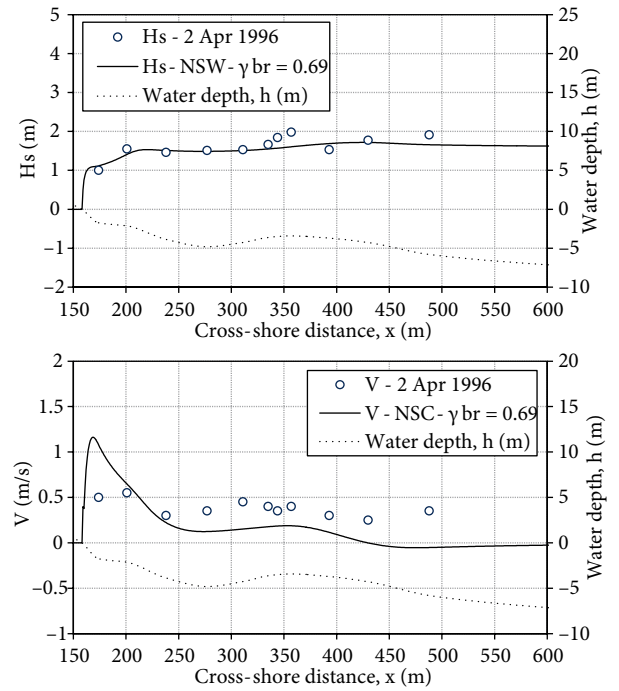 5
4
3
2
1
0
−1
−2
Hs (m)
Hs - 2 Apr 1996
Hs - NSW - γ br = 0.69
Water depth, h (m)
25
20
15
10
5
0
−5
−10
Water depth, h (m)
150 200 250 300 350 400 450 500 550 600
Cross-shore distance, x (m)
2
1.5
1
0.5
0
−0.5
−1
V (m/s)
V - 2 Apr 1996
V - NSC - γ br = 0.69
Water depth, h (m)
20
15
10
5
0
−5
−10
Water depth, h (m)
150 200 250 300 350 400 450 500 550 600
Cross-shore distance, x (m)